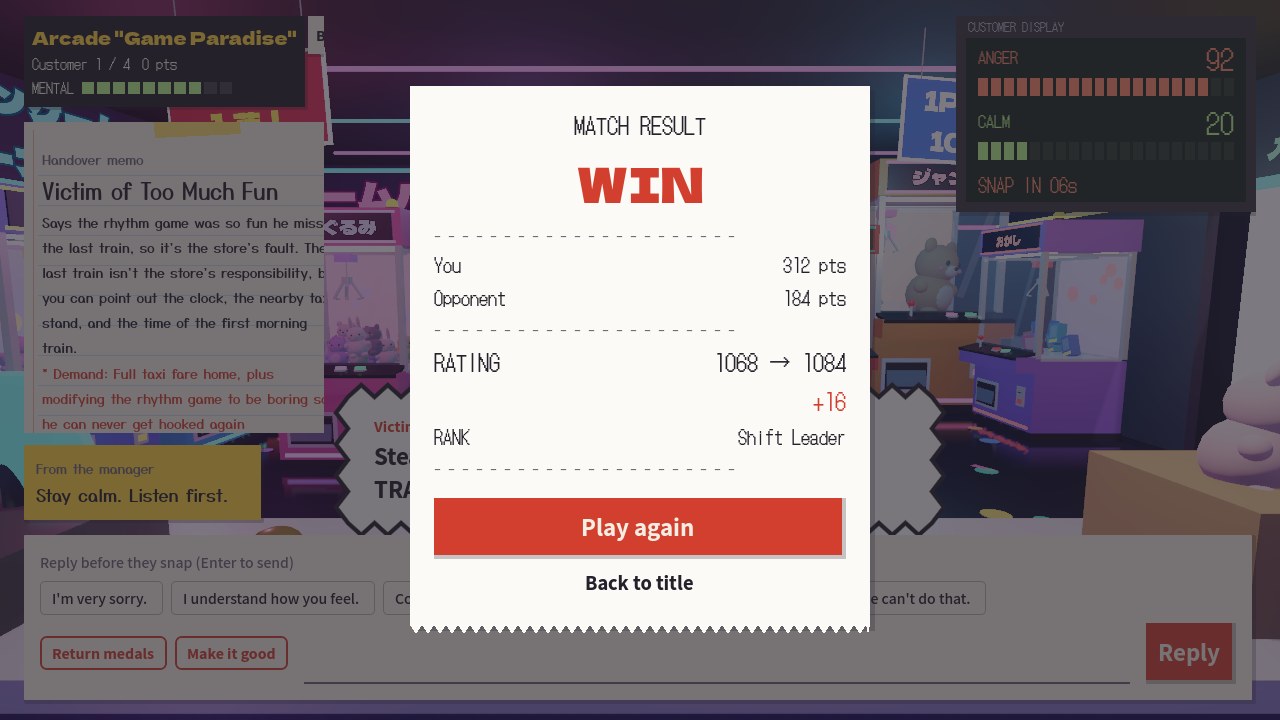 Arcade "Game Paradise"
Customer 1 / 4 0 pts
MENTAL
Handover memo
Victim of Too Much Fun
Says the rhythm game was so fun he
the last train, so it's the store's fault.
last train isn't the store's responsibility,
you can point out the clock, the nearby
stand, and the time of the first morning
train.
* Demand: Full taxi fare home, plus
modifying the rhythm game to be boring
he can never get hooked again
From the manager
Stay calm. Listen first.
CUSTOMER DISPLAY
ANGER 92
CALM 20
SNAP IN 06s
ぐるみ
おかし
MATCH RESULT
WIN
You 312 pts
Opponent 184 pts
RATING 1068 → 1084
+16
RANK Shift Leader
Play again
Back to title
Reply before they snap (Enter to send)
I'm very sorry.
I understand how you feel.
can't do that.
Return medals
Make it good
Reply